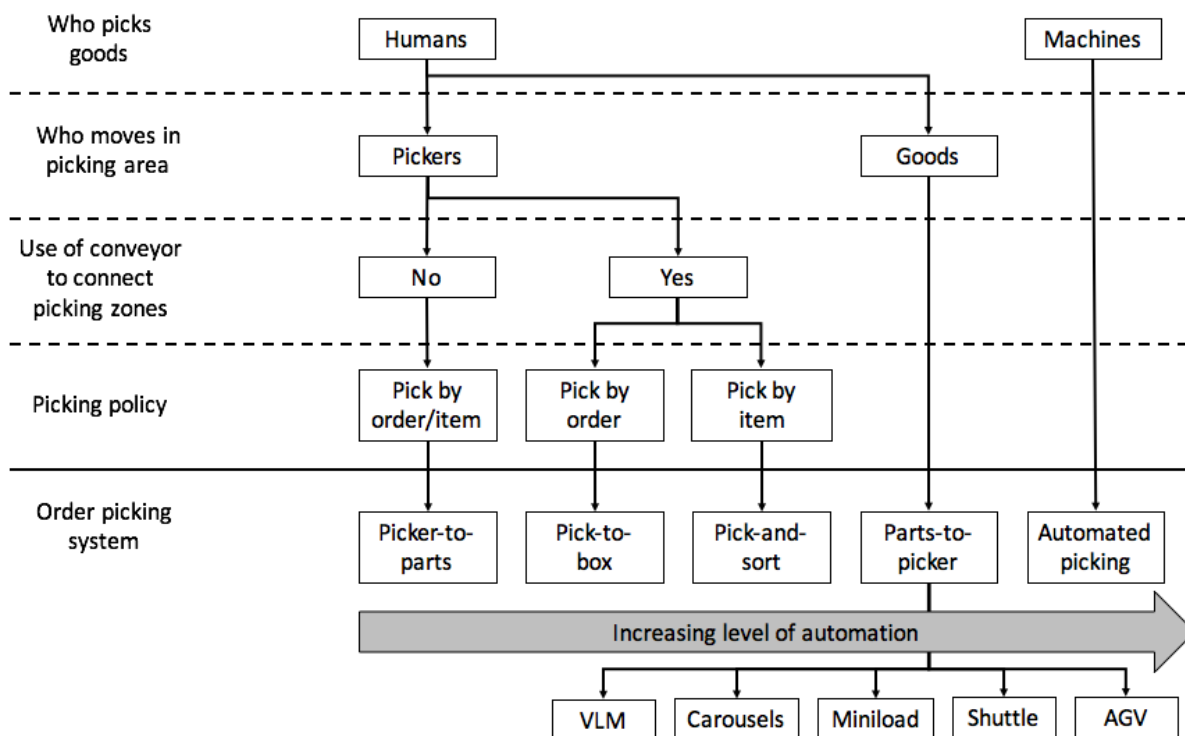 Who picks
goods
Humans
Machines
Who moves in
picking area
Pickers
Goods
Use of conveyor
to connect
picking zones
No
Yes
Picking policy
Pick by
order/item
Pick by
order
Pick by
item
Order picking
system
Picker-to-
parts
Pick-to-
box
Pick-and-
sort
Parts-to-
picker
Automated
picking
Increasing level of automation
VLM
Carousels
Miniload
Shuttle
AGV